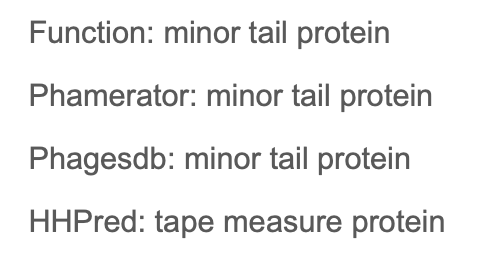 Function: minor tail protein
Phamerator: minor tail protein
Phagesdb: minor tail protein
HHPred: tape measure protein